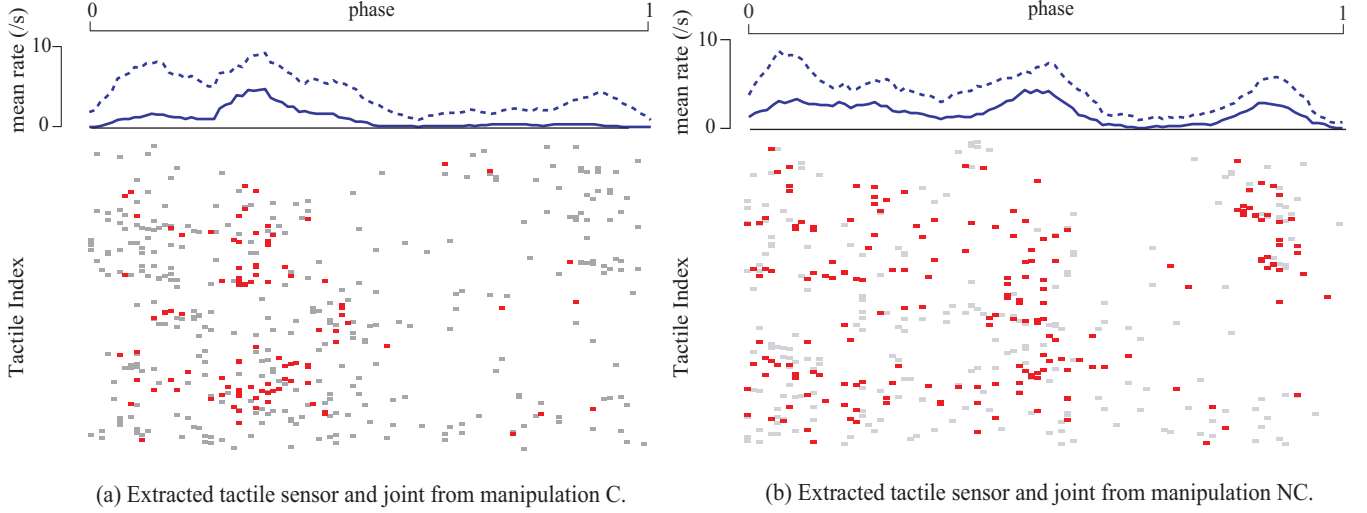 0 phase 1
mean rate (/s)
10
0
Tactile Index
(a) Extracted tactile sensor and joint from manipulation C.
0 phase 1
mean rate (/s)
10
0
Tactile Index
(b) Extracted tactile sensor and joint from manipulation NC.